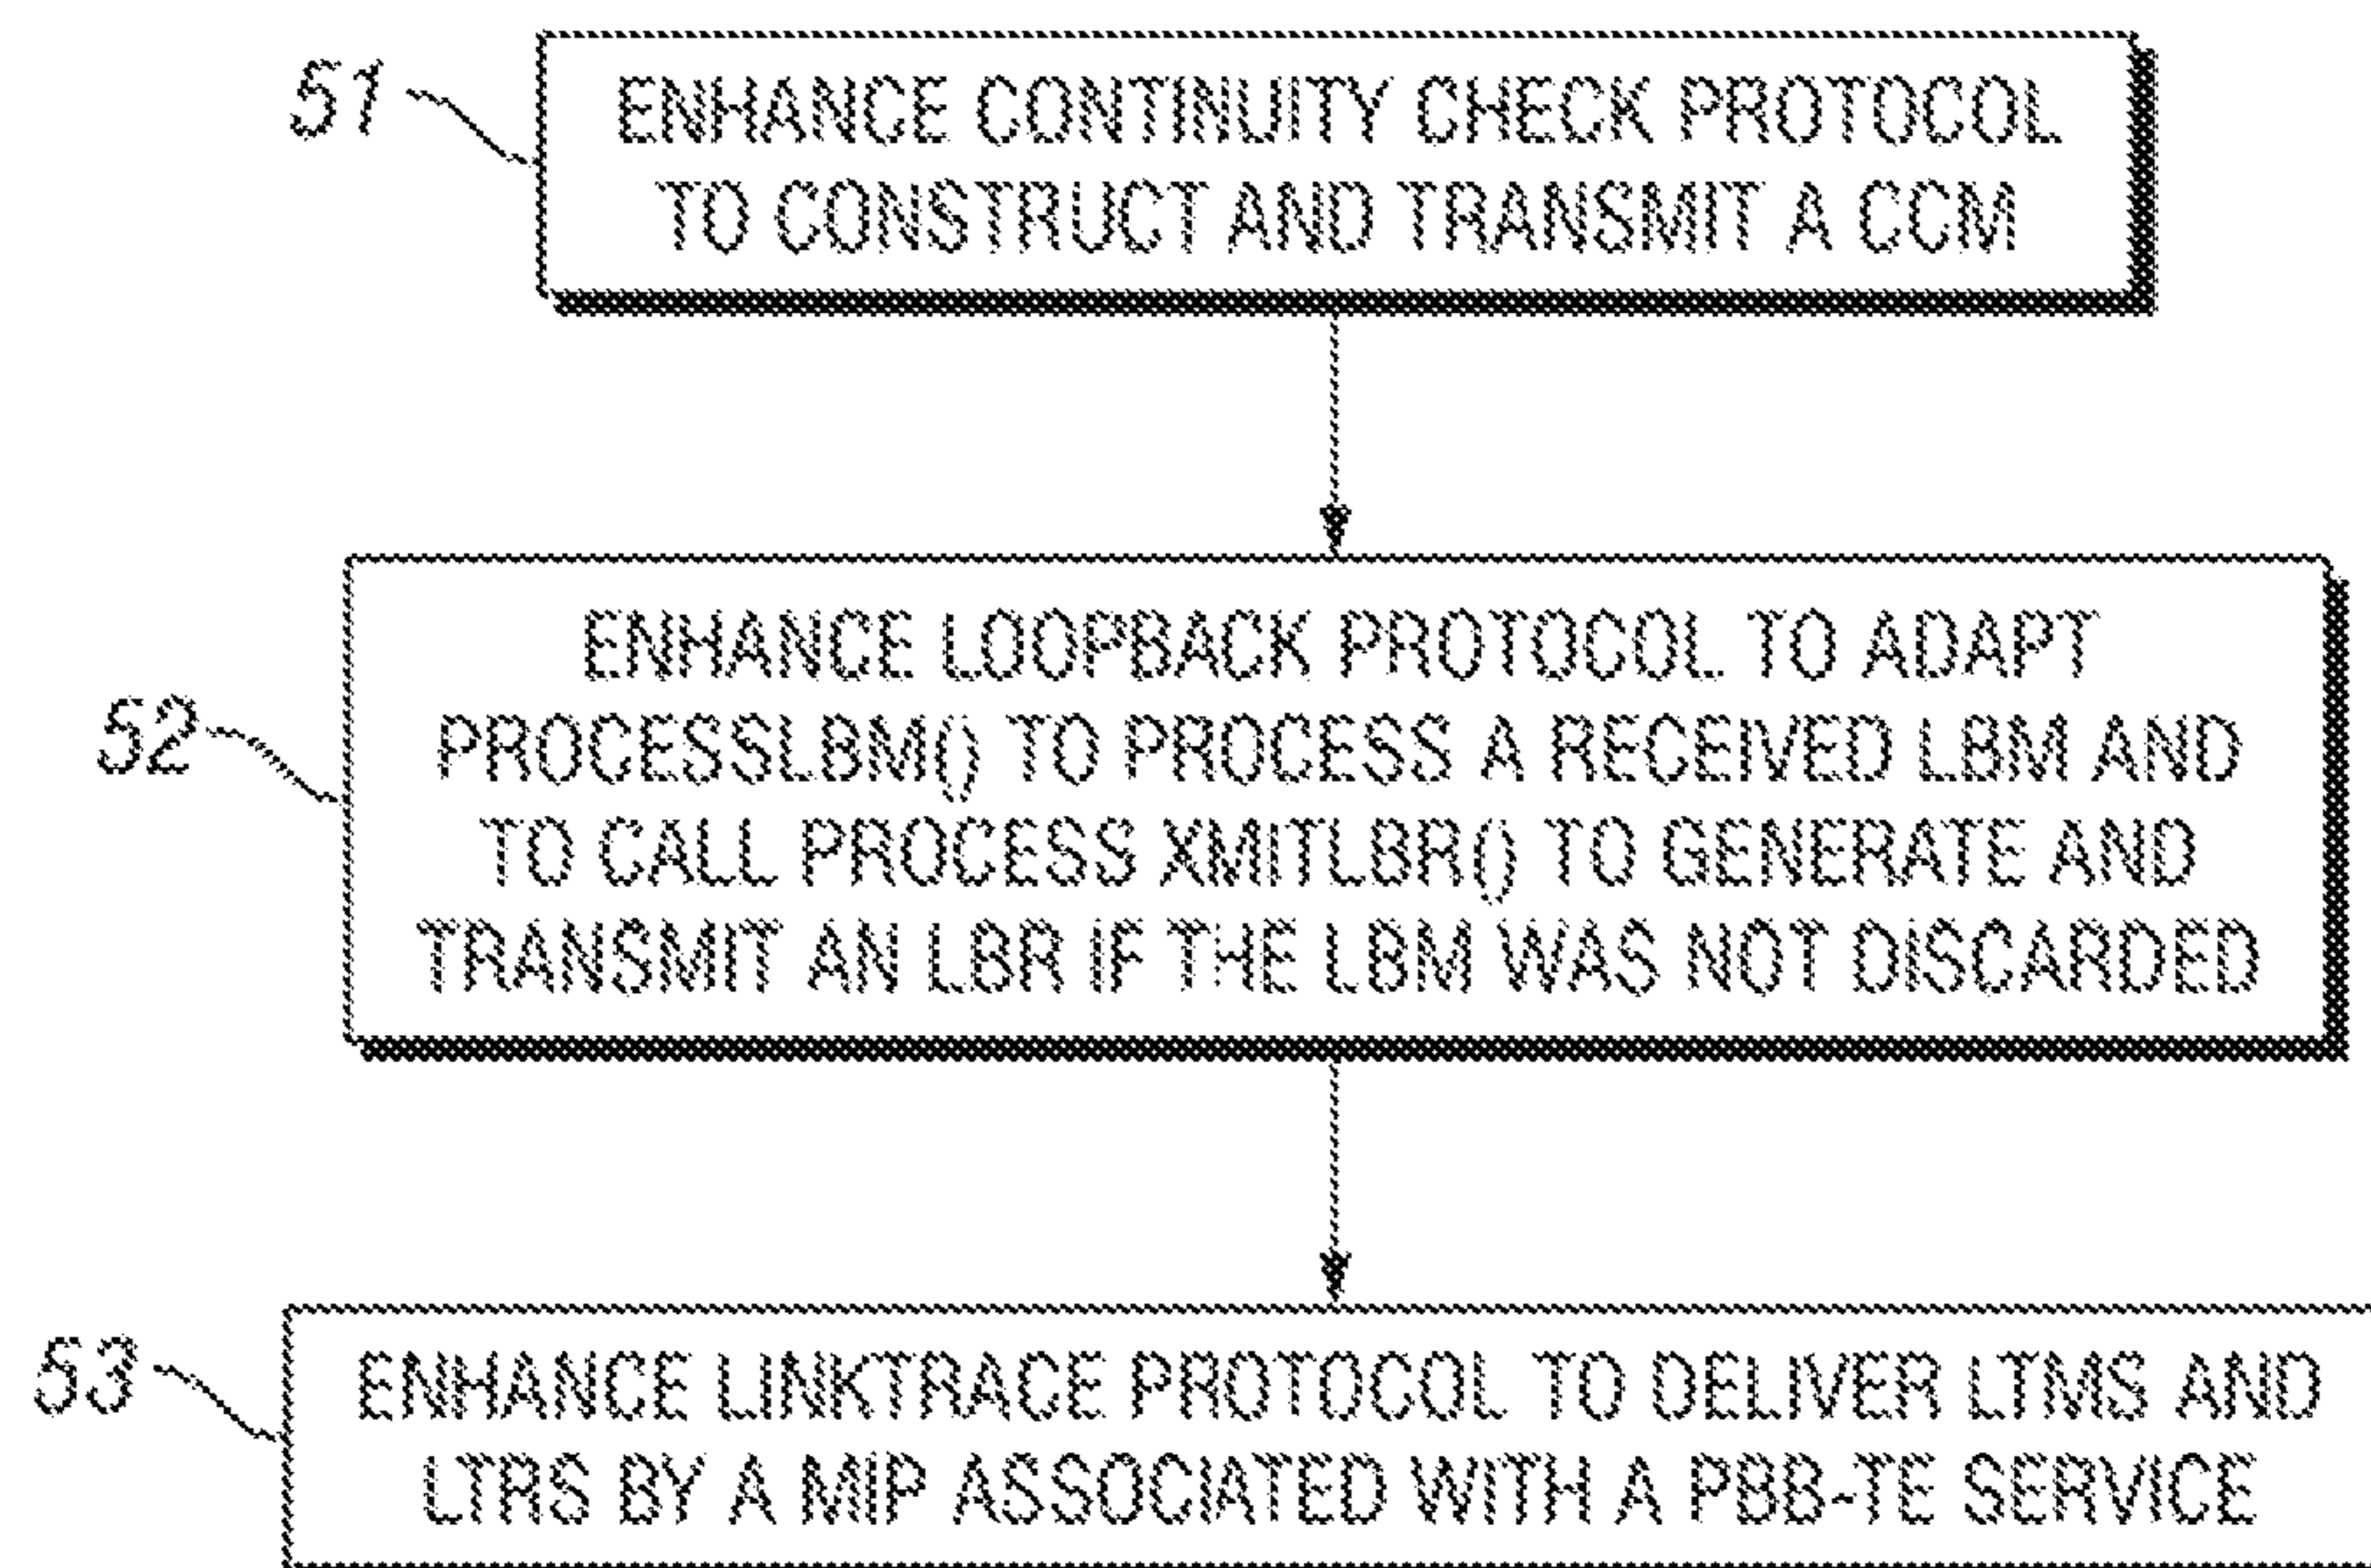 51
ENHANCE CONTINUITY CHECK PROTOCOL
TO CONSTRUCT AND TRANSMIT A CCM
52
ENHANCE LOOPBACK PROTOCOL TO ADAPT
PROCESSLBM() TO PROCESS A RECEIVED LBM AND
TO CALL PROCESS XMITLBR() TO GENERATE AND
TRANSMIT AN LBR IF THE LBM WAS NOT DISCARDED
53
ENHANCE LINKTRACE PROTOCOL TO DELIVER LTMS AND
LTRS BY A MIP ASSOCIATED WITH A PBB-TE SERVICE